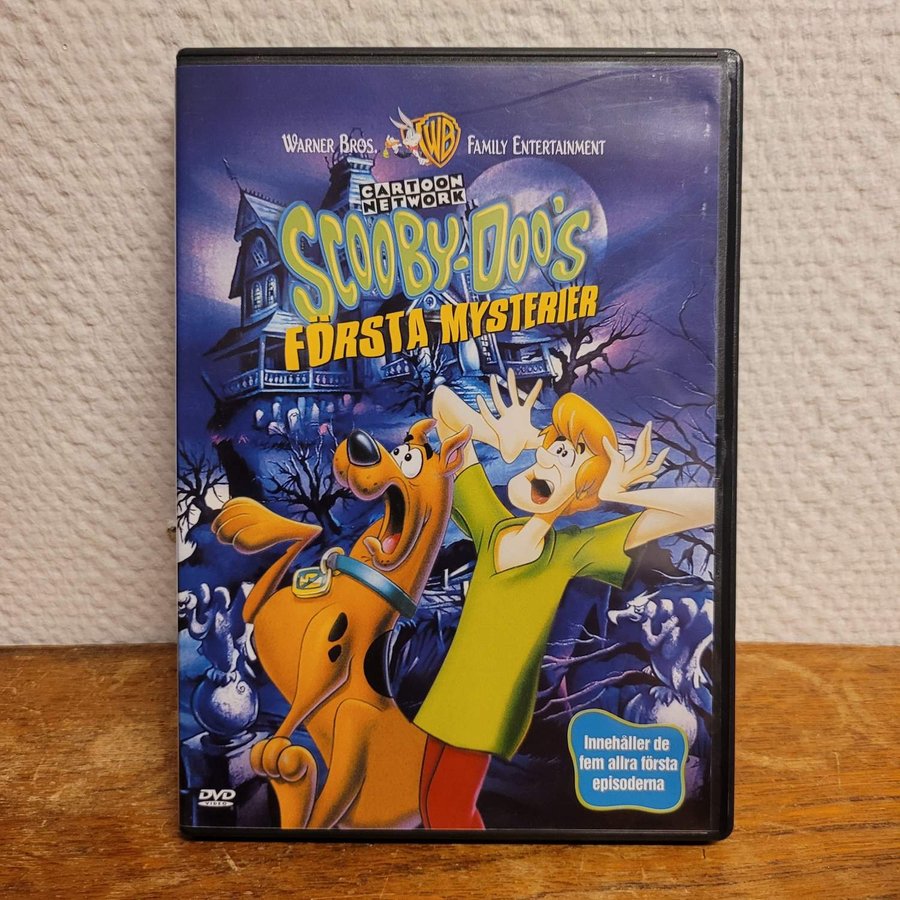 WARNER BROS. WB FAMILY ENTERTAINMENT
CARTOON
NETWORK
SCOOBY-DOO'S
FÖRSTA MYSTERIER
Innehåller de
fem allra första
episoderna
DVD
VIDEO